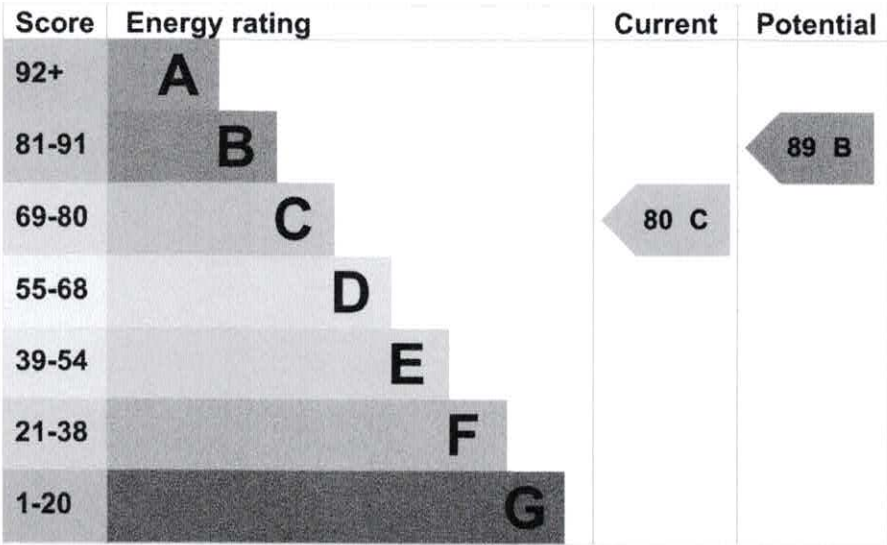 Score Energy rating Current Potential
92+ A
81-91 B 89 B
69-80 C 80 C
55-68 D
39-54 E
21-38 F
1-20 G